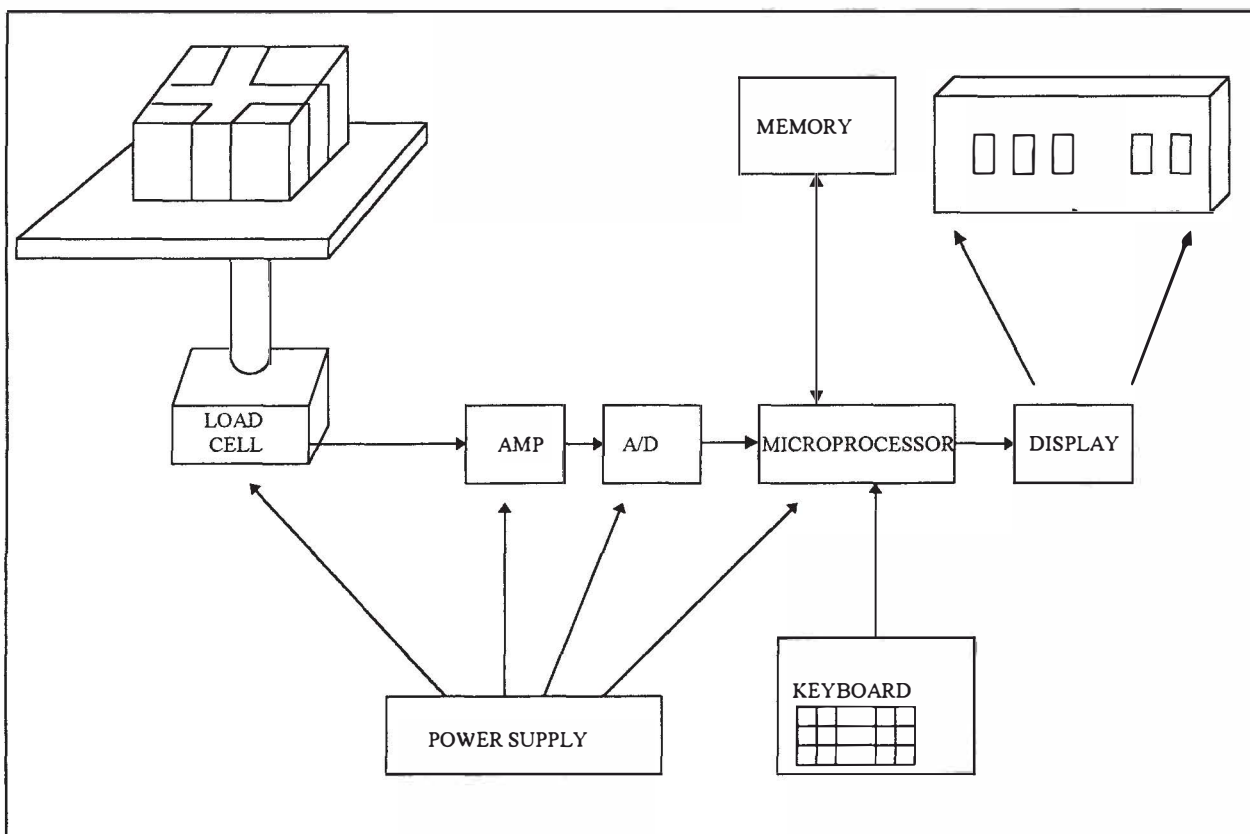 MEMORY
LOAD
CELL
AMP
A/D
MICROPROCESSOR
DISPLAY
KEYBOARD
POWER SUPPLY